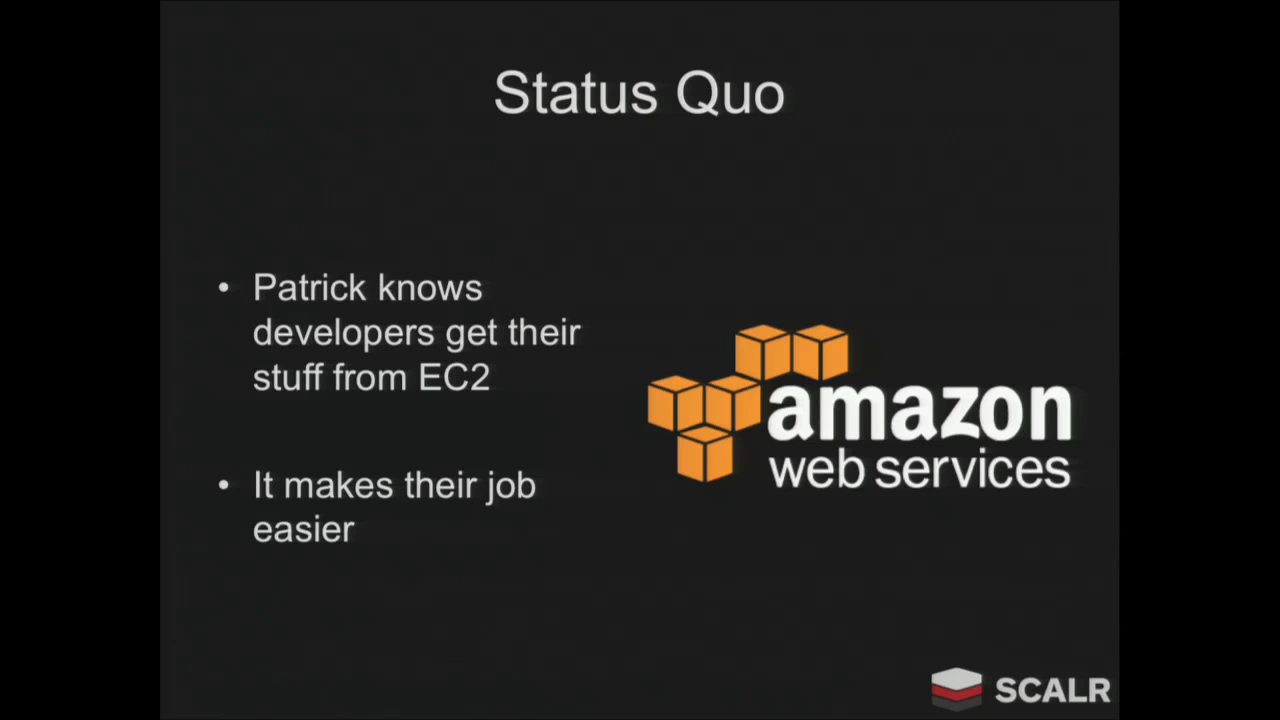 Status Quo
• Patrick knows
developers get their
stuff from EC2
• It makes their job
easier
amazon
web services
SCALR